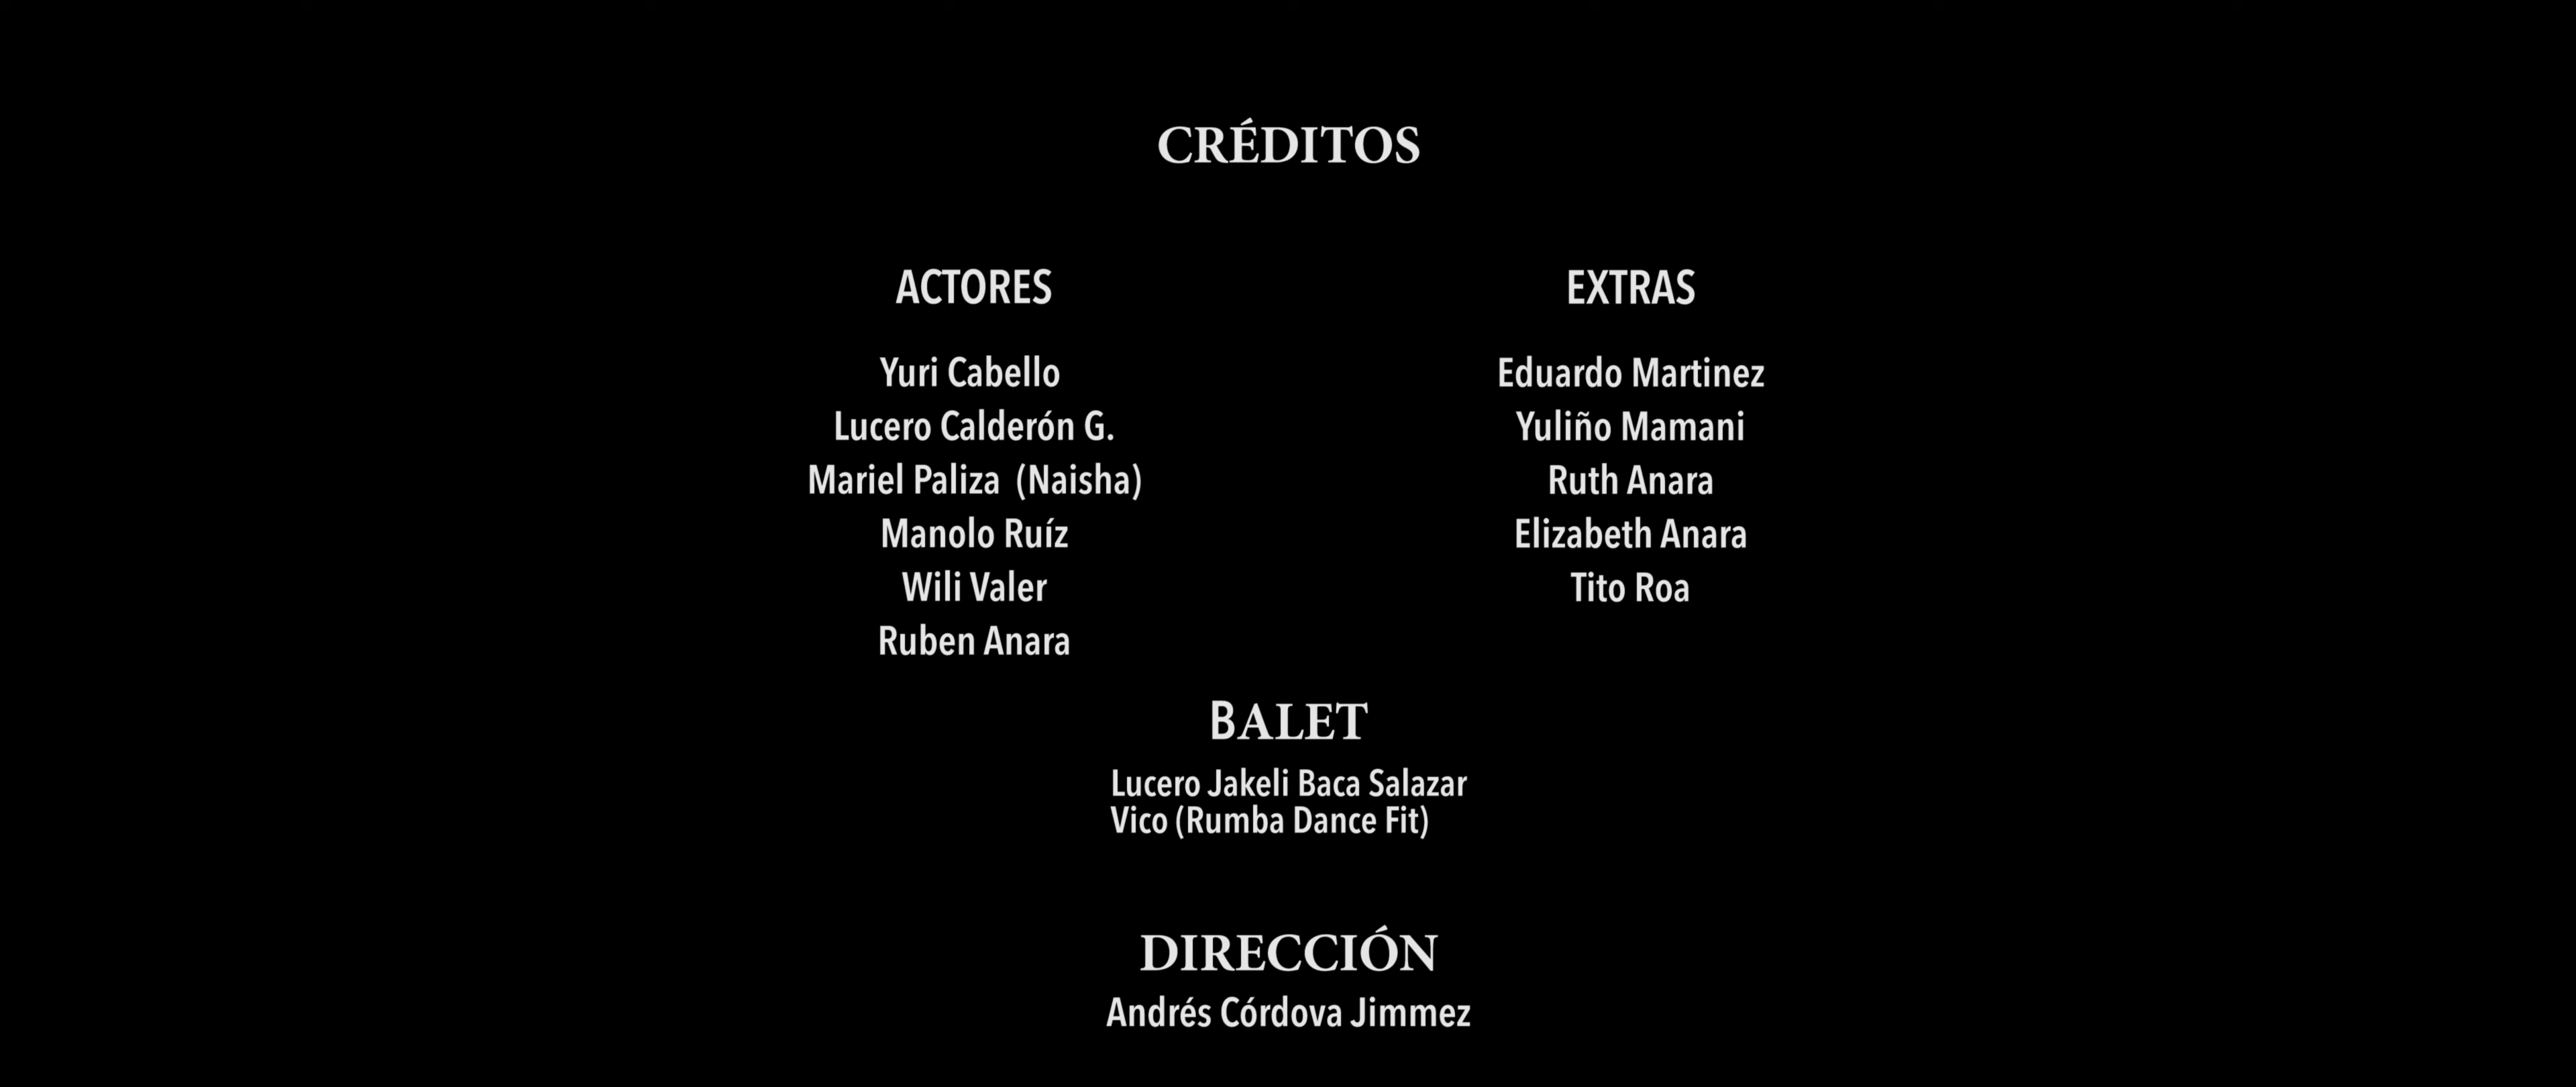 CRÉDITOS
ACTORES
Yuri Cabello
Lucero Calderón G.
Mariel Paliza (Naisha)
Manolo Ruíz
Wili Valer
Ruben Anara
EXTRAS
Eduardo Martinez
Yuliño Mamani
Ruth Anara
Elizabeth Anara
Tito Roa
BALET
Lucero Jakeli Baca Salazar
Vico (Rumba Dance Fit)
DIRECCIÓN
Andrés Córdova Jimmez